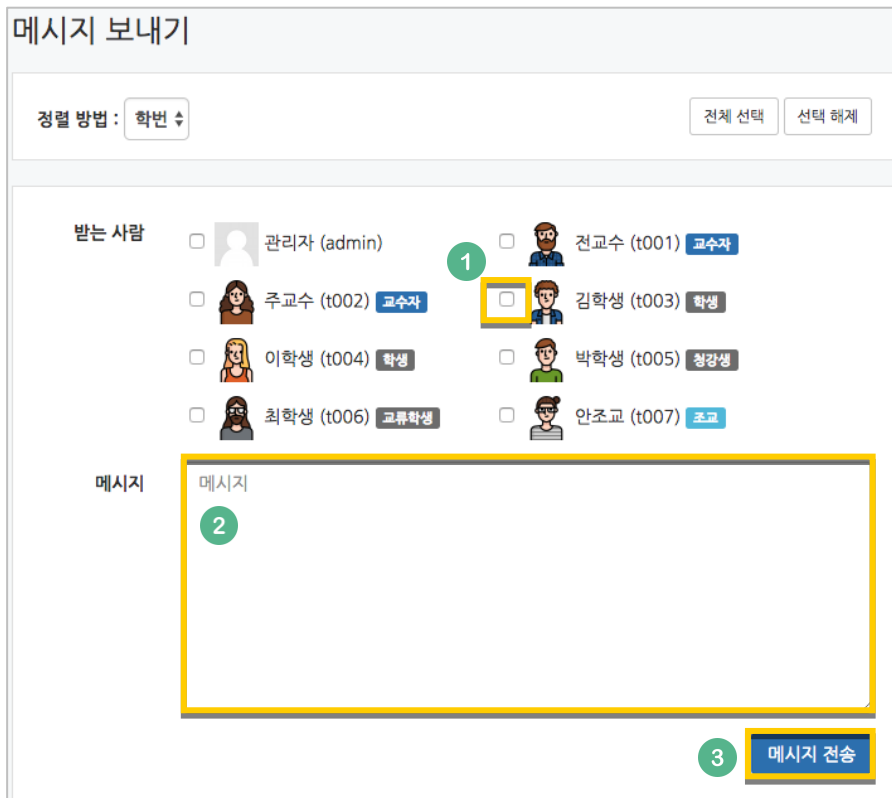 메시지 보내기
정렬 방법 : 학번 전체 선택 선택 해제
받는 사람 관리자 (admin) 전교수 (t001) 교수자
1
주교수 (t002) 교수자 김학생 (t003) 학생
이학생 (t004) 학생 박학생 (t005) 청강생
최학생 (t006) 교류학생 안조교 (t007) 조교
메시지 메시지
2
3 메시지 전송